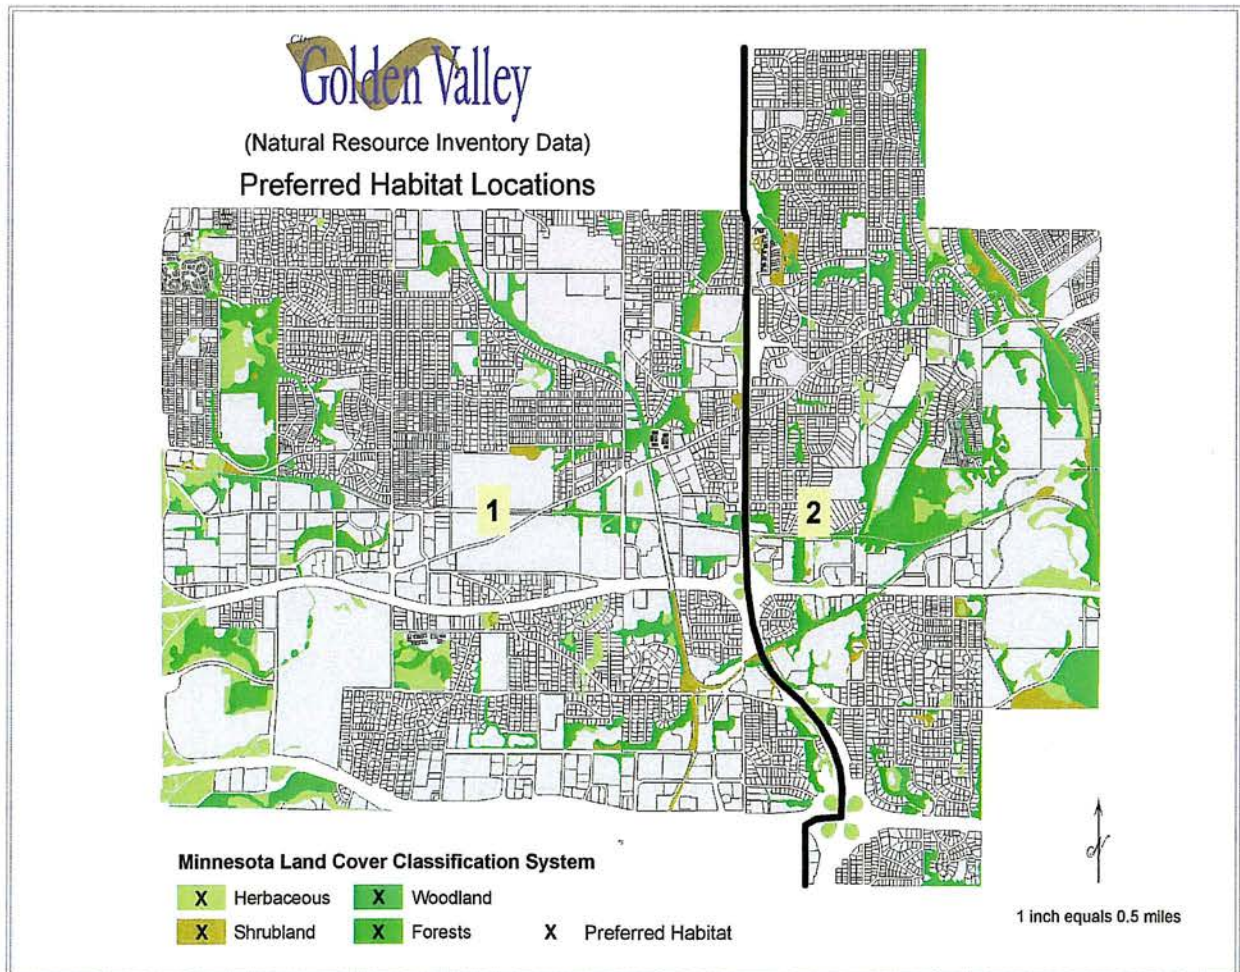 City
Golden Valley
(Natural Resource Inventory Data)
Preferred Habitat Locations
1
2
Minnesota Land Cover Classification System
X Herbaceous X Woodland
X Shrubland X Forests X Preferred Habitat
N
1 inch equals 0.5 miles